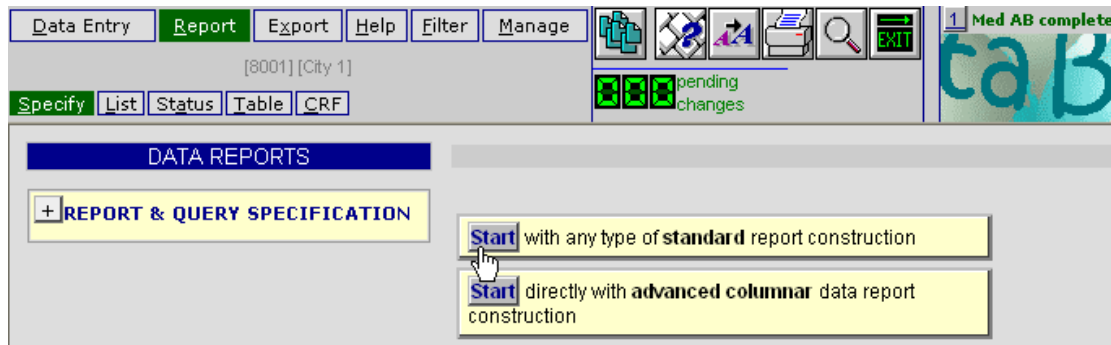 Data Entry Report Export Help Filter Manage
EXIT
1 Med AB complete
[8001] [City 1]
pending
changes
Specify List Status Table CRF
DATA REPORTS
+ REPORT & QUERY SPECIFICATION
Start with any type of standard report construction
Start directly with advanced columnar data report
construction